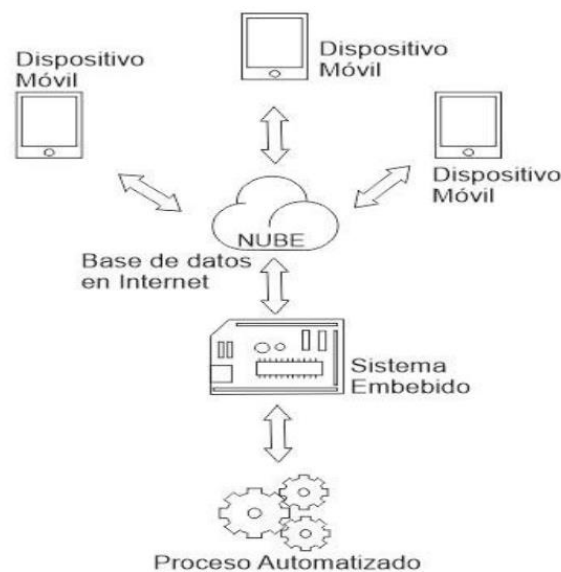 Dispositivo
Móvil
Dispositivo
Móvil
Dispositivo
Móvil
NUBE
Base de datos
en Internet
Sistema
Embebido
Proceso Automatizado